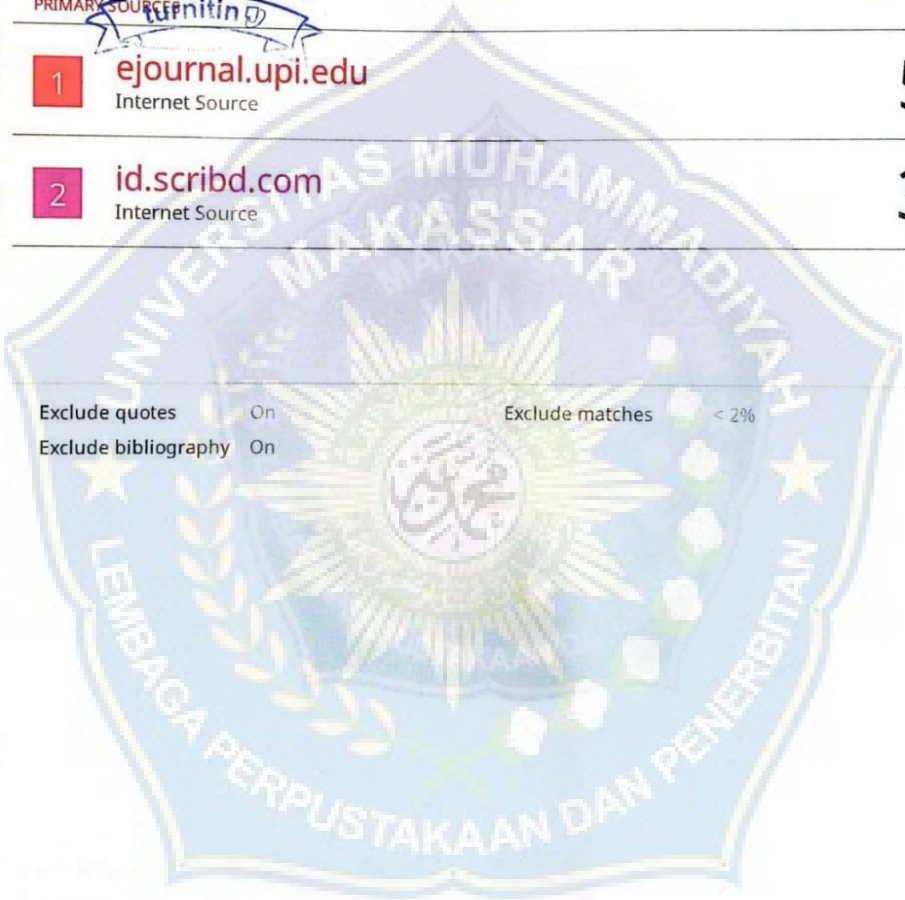 PRIMARY SOURCES
turnitin
1
ejournal.upi.edu
Internet Source
2
id.scribd.com
Internet Source
UNIVERSITAS MUHAMMADIYAH
MAKASSAR
Exclude quotes On
Exclude matches < 2%
Exclude bibliography On
محمد
LEMBAGA PERPUSTAKAAN DAN PENERBITAN